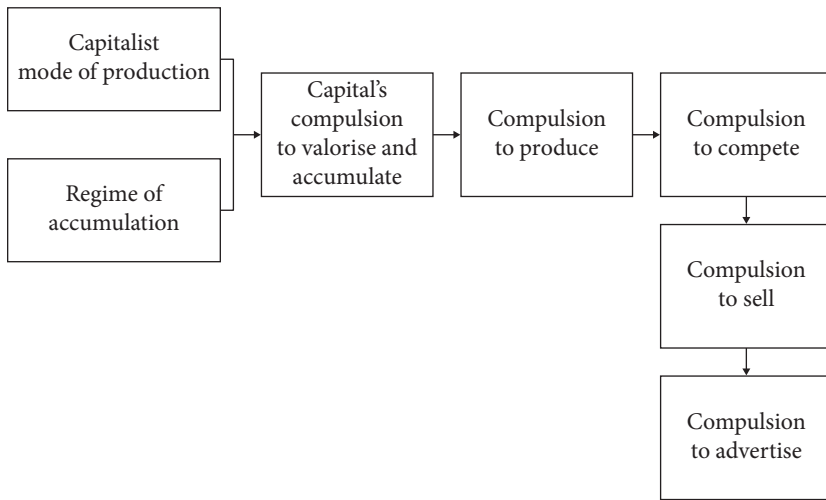 Capitalist
mode of production
Regime of
accumulation
Capital’s
compulsion
to valorise and
accumulate
Compulsion
to produce
Compulsion
to compete
Compulsion
to sell
Compulsion
to advertise